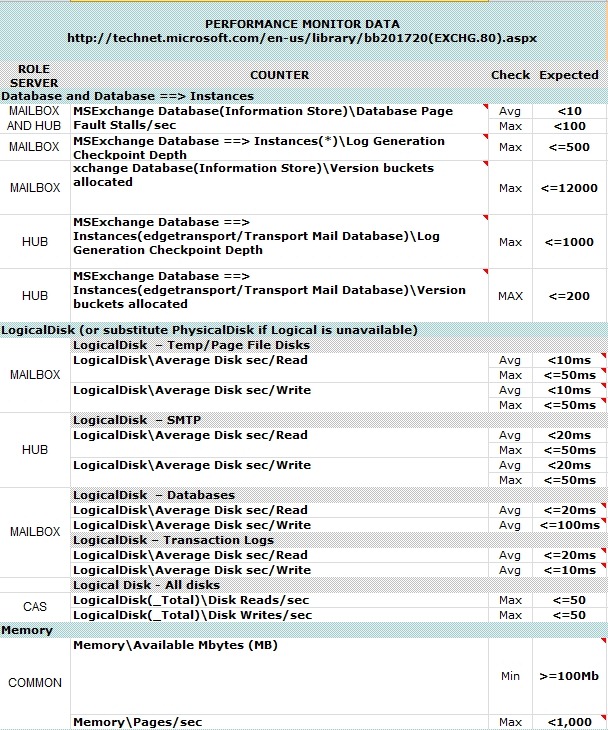 PERFORMANCE MONITOR DATA
http://technet.microsoft.com/en-us/library/bb201720(EXCHG.80).aspx
ROLE SERVER COUNTER Check Expected
Database and Database ==> Instances
MAILBOX MSExchange Database(Information Store)\Database Page Avg <10
AND HUB Fault Stalls/sec Max <100
MAILBOX MSExchange Database ==> Instances(*)\Log Generation Max <=500
Checkpoint Depth
xchange Database(Information Store)\Version buckets
MAILBOX allocated Max <=12000
MSExchange Database ==>
HUB Instances(edgetransport/Transport Mail Database)\Log Max <=1000
Generation Checkpoint Depth
MSExchange Database ==>
HUB Instances(edgetransport/Transport Mail Database)\Version MAX <=200
buckets allocated
LogicalDisk (or substitute PhysicalDisk if Logical is unavailable)
LogicalDisk – Temp/Page File Disks
MAILBOX LogicalDisk\Average Disk sec/Read Avg <10ms
Max <=50ms
LogicalDisk\Average Disk sec/Write Avg <10ms
Max <=50ms
LogicalDisk – SMTP
HUB LogicalDisk\Average Disk sec/Read Avg <20ms
Max <=50ms
LogicalDisk\Average Disk sec/Write Avg <20ms
Max <=50ms
LogicalDisk – Databases
MAILBOX LogicalDisk\Average Disk sec/Read Avg <=20ms
LogicalDisk\Average Disk sec/Write Avg <=100ms
LogicalDisk – Transaction Logs
LogicalDisk\Average Disk sec/Read Avg <=20ms
LogicalDisk\Average Disk sec/Write Avg <=10ms
Logical Disk - All disks
CAS LogicalDisk(_Total)\Disk Reads/sec Max <=50
LogicalDisk(_Total)\Disk Writes/sec Max <=50
Memory
COMMON Memory\Available Mbytes (MB) Min >=100Mb
Memory\Pages/sec Max <1,000